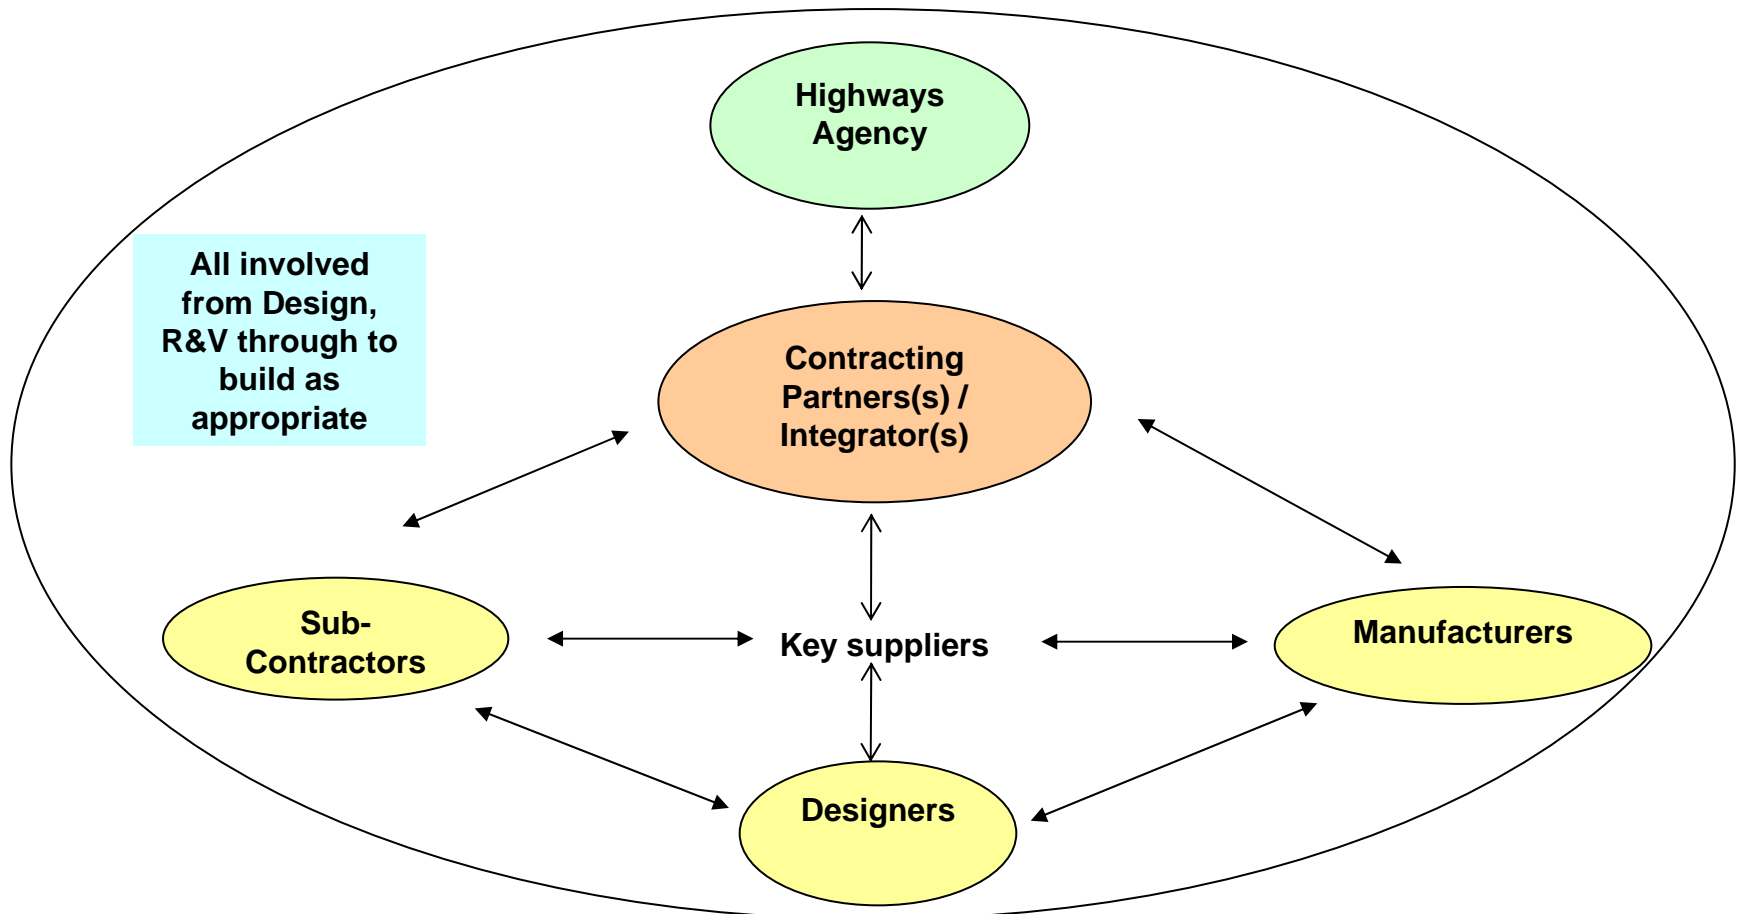 Highways
Agency
All involved
from Design,
R&V through to
build as
appropriate
Contracting
Partners(s) /
Integrator(s)
Sub-
Contractors
Key suppliers
Manufacturers
Designers